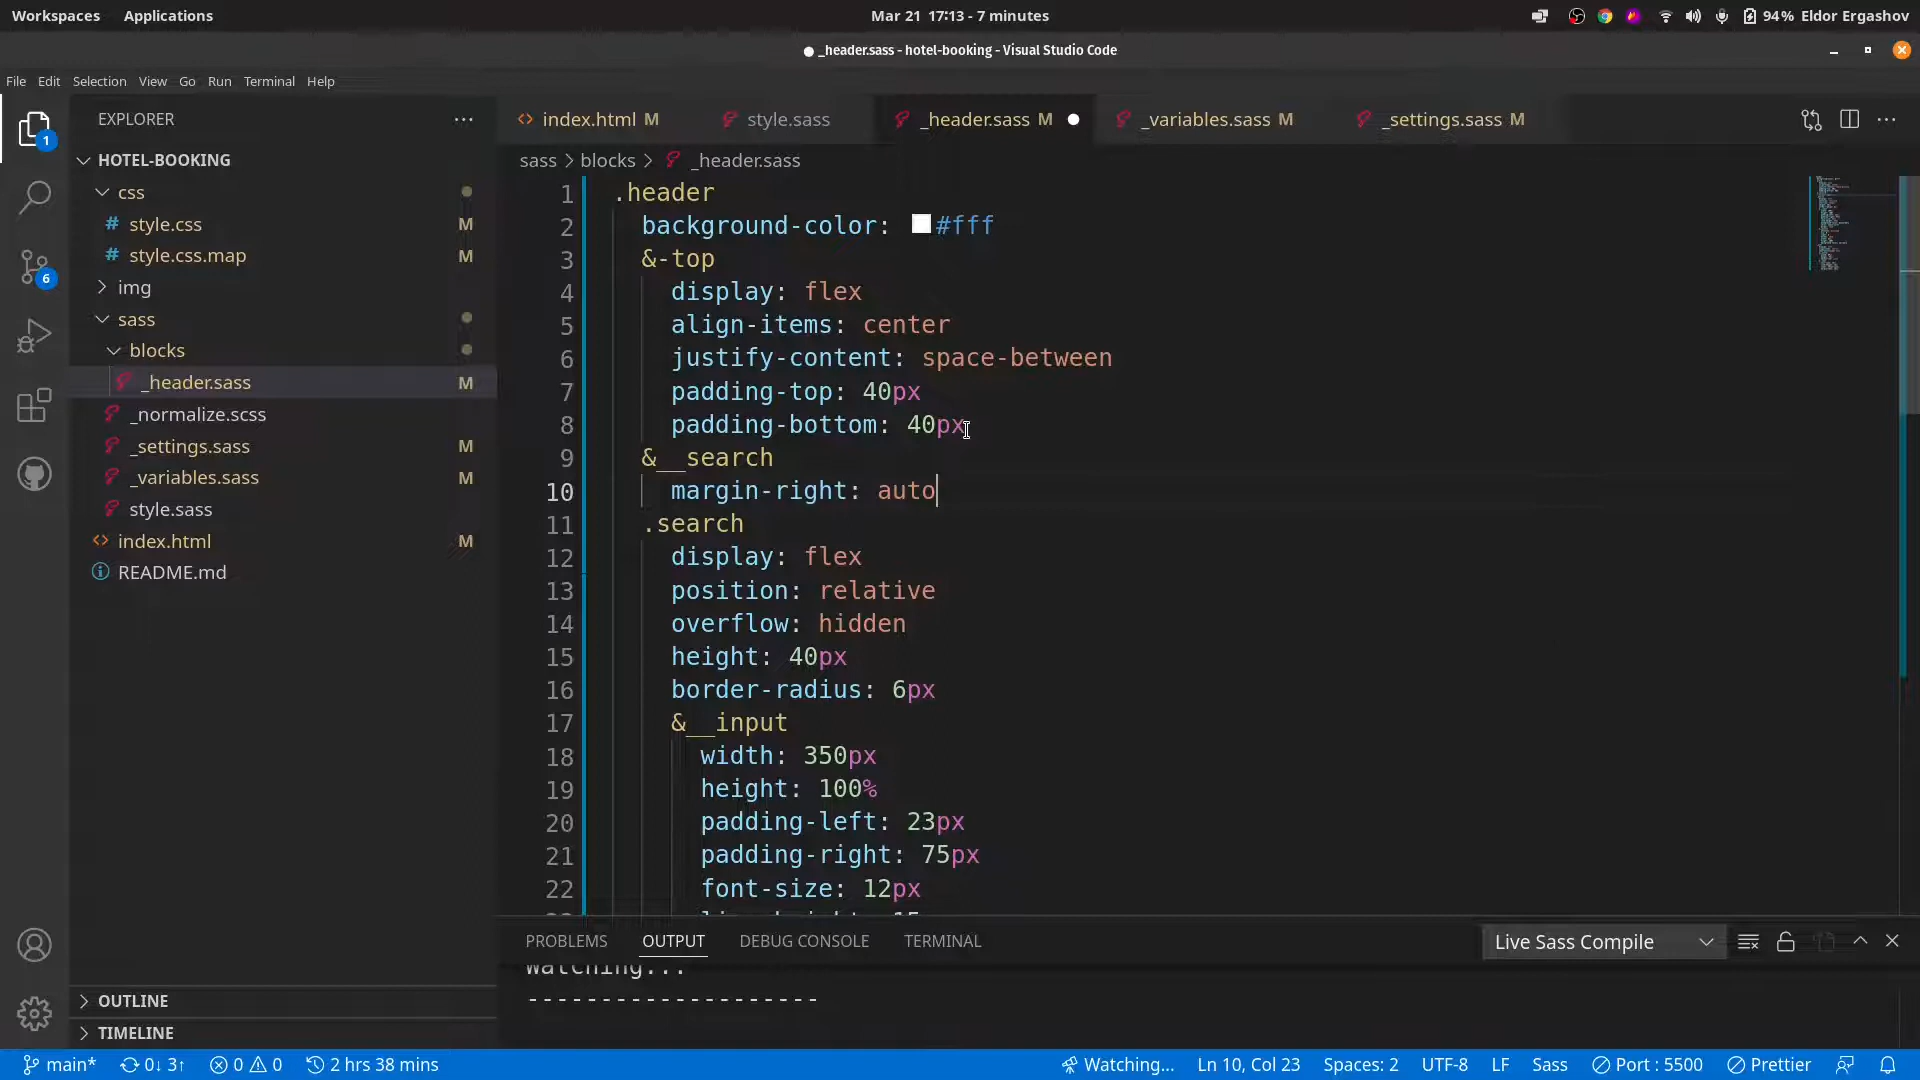 Workspaces Applications Mar 21 17:13 - 7 minutes 94% Eldor Ergashov
● _header.sass - hotel-booking - Visual Studio Code
File Edit Selection View Go Run Terminal Help
EXPLORER ···
HOTEL-BOOKING
css
# style.css M
# style.css.map M
img
sass
blocks
_header.sass M
_normalize.scss
_settings.sass M
_variables.sass M
style.sass
<> index.html M
README.md
OUTLINE
TIMELINE
1
6
<> index.html M style.sass _header.sass M ● _variables.sass M _settings.sass M ···
sass > blocks > _header.sass
1 .header
2 background-color: #fff
3 &-top
4 display: flex
5 align-items: center
6 justify-content: space-between
7 padding-top: 40px
8 padding-bottom: 40px
9 &__search
10 margin-right: auto
11 .search
12 display: flex
13 position: relative
14 overflow: hidden
15 height: 40px
16 border-radius: 6px
17 &__input
18 width: 350px
19 height: 100%
20 padding-left: 23px
21 padding-right: 75px
22 font-size: 12px
PROBLEMS OUTPUT DEBUG CONSOLE TERMINAL Live Sass Compile
Watching...
--------------------
main* 0↓ 3↑ 0 0 2 hrs 38 mins Watching... Ln 10, Col 23 Spaces: 2 UTF-8 LF Sass Port : 5500 Prettier